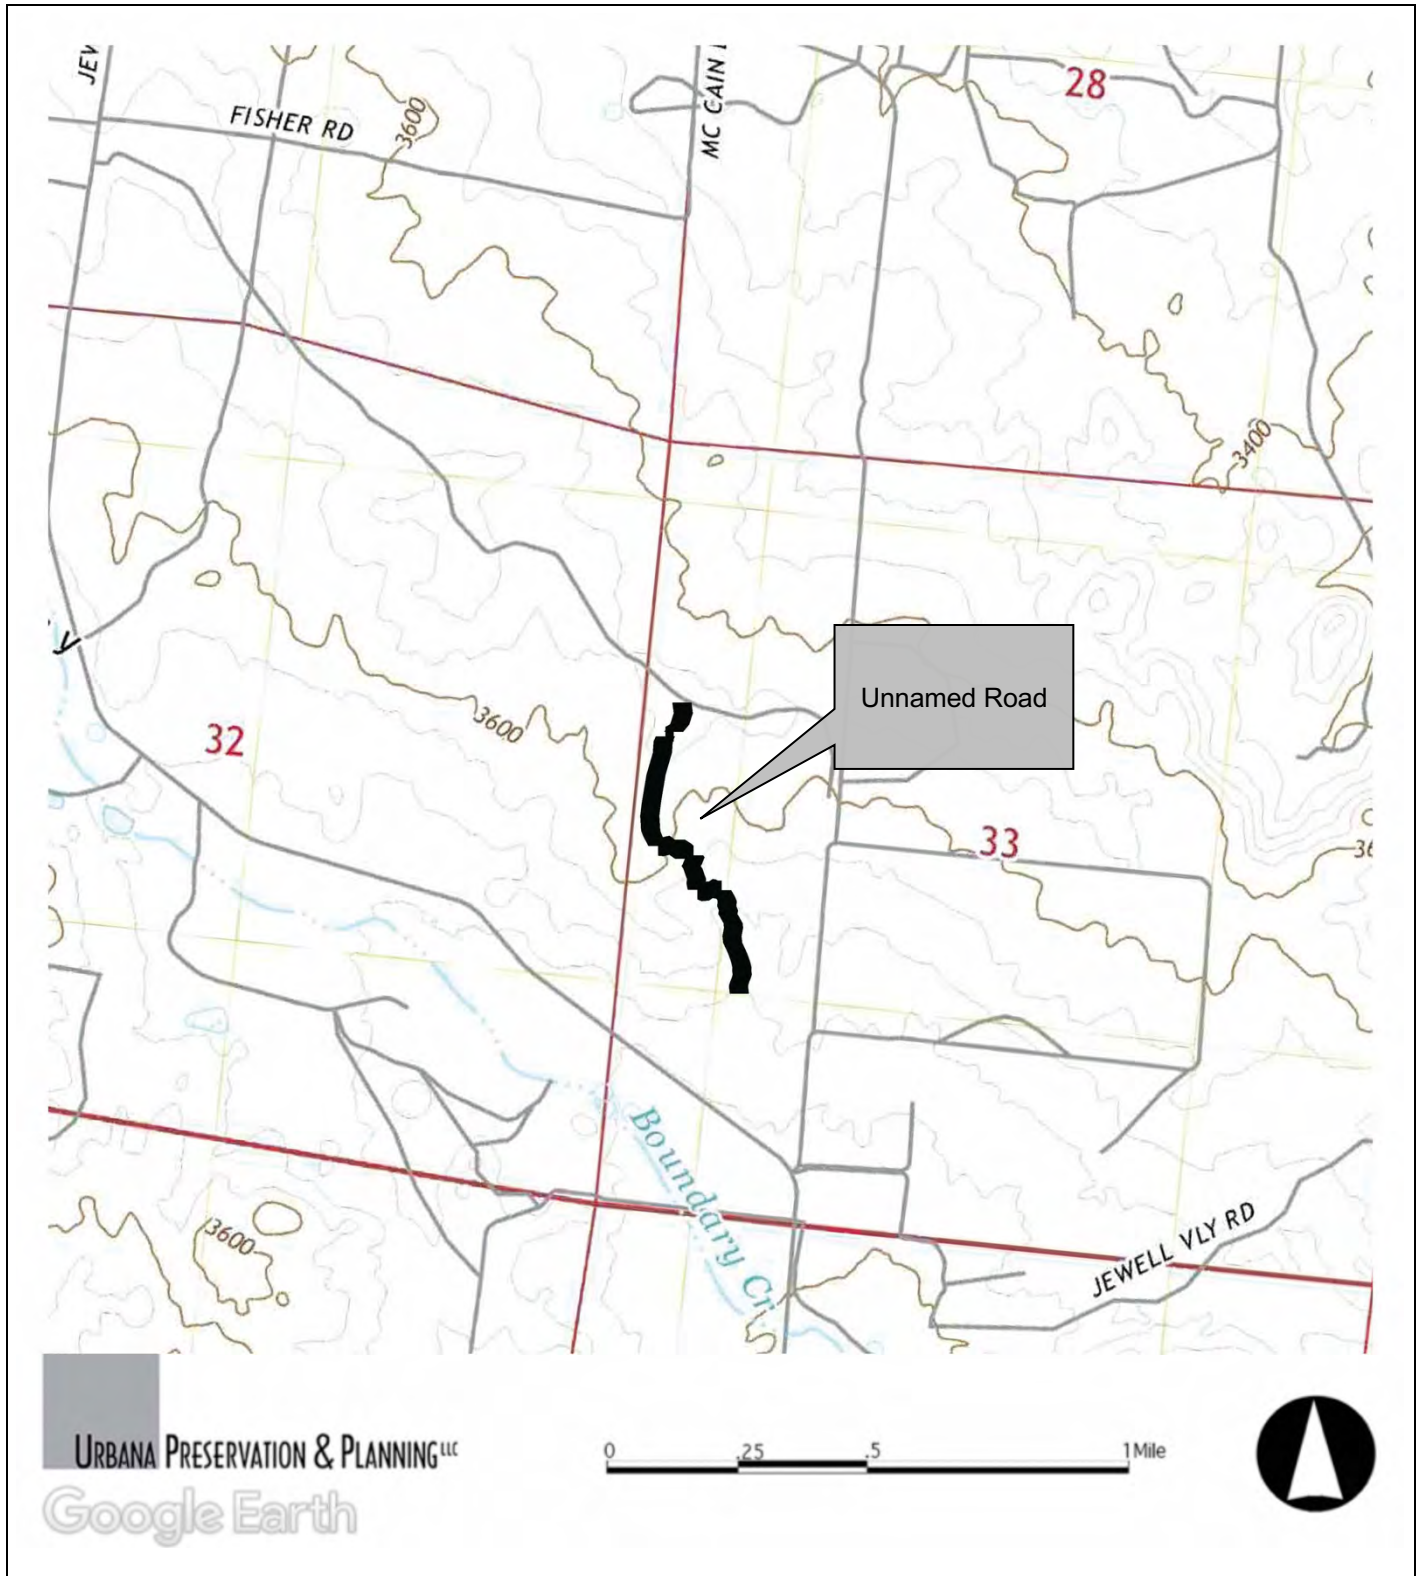 JEV
FISHER RD
3600
MC CAIN
28
3400
Unnamed Road
3600
32
33
36
V
Boundary Cr
3600
JEWELL VLY RD
URBANA PRESERVATION & PLANNING LLC
Google Earth
0 .25 .5 1 Mile